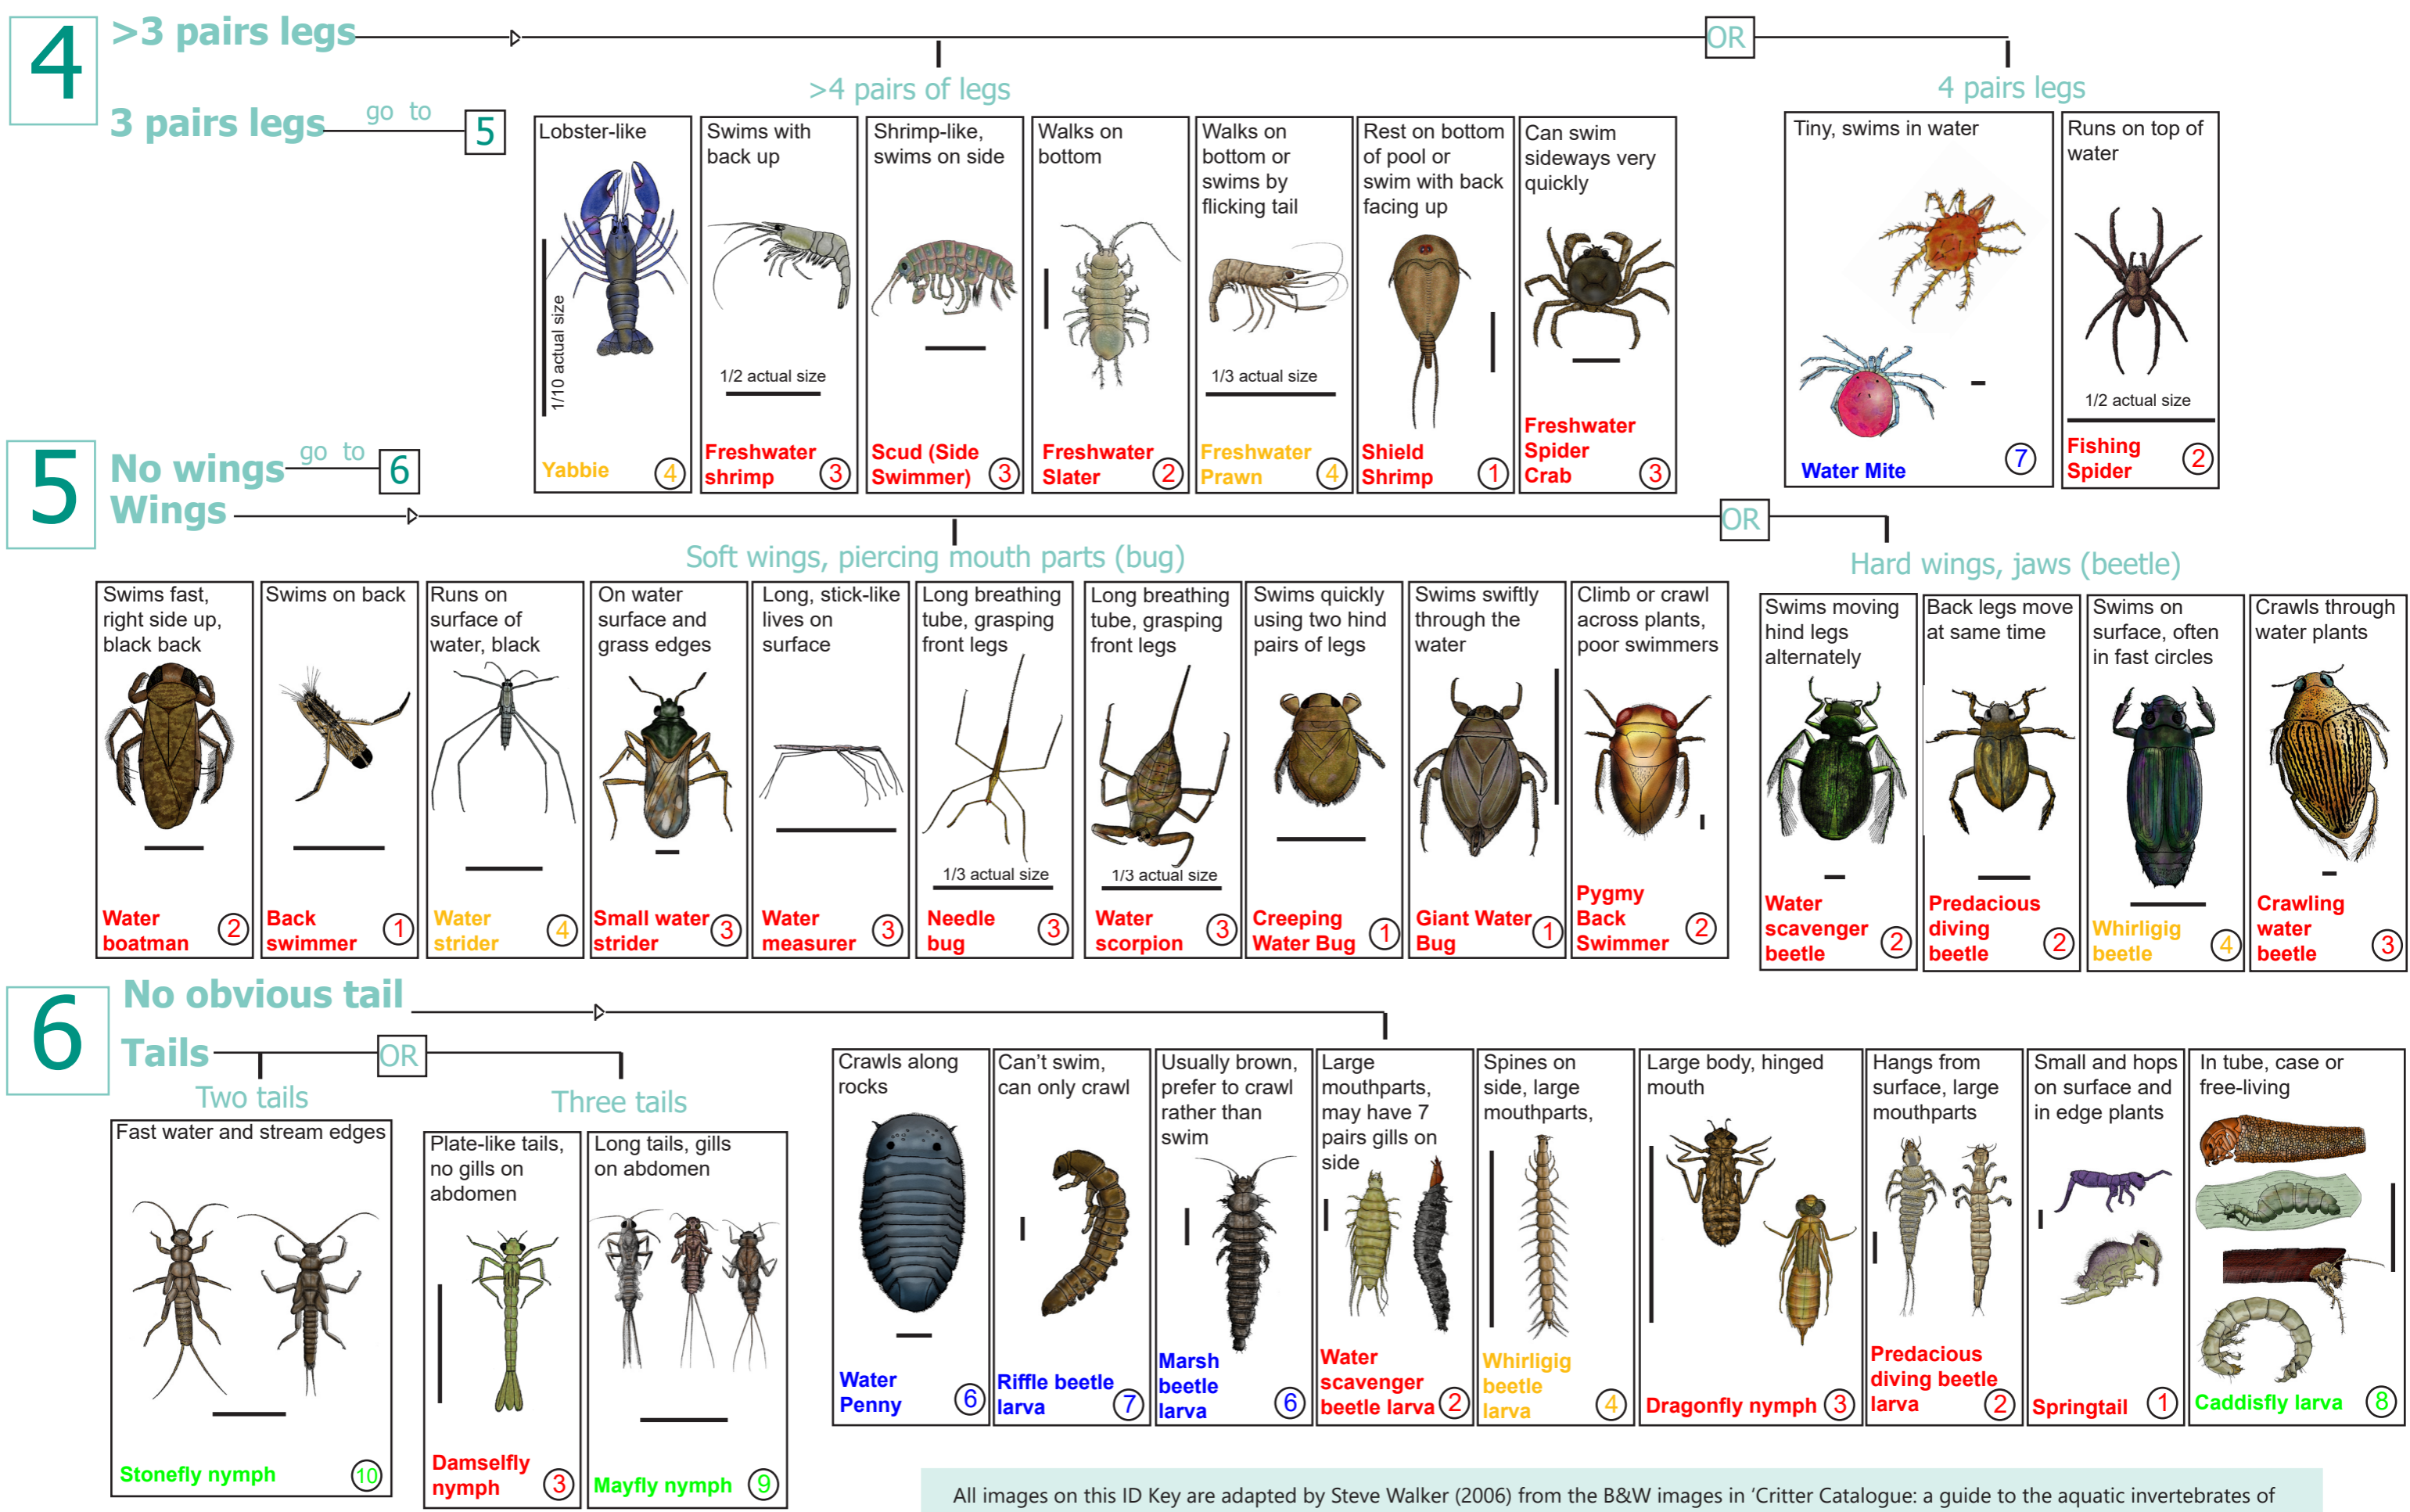 4
>3 pairs legs
OR
3 pairs legs
go to
5
>4 pairs of legs
4 pairs legs
Lobster-like
1/10 actual size
Yabbie
4
Swims with
back up
1/2 actual size
Freshwater
shrimp
3
Shrimp-like,
swims on side
Scud (Side
Swimmer)
3
Walks on
bottom
Freshwater
Slater
2
Walks on
bottom or
swims by
flicking tail
1/3 actual size
Freshwater
Prawn
4
Rest on bottom
of pool or
swim with back
facing up
Shield
Shrimp
1
Can swim
sideways very
quickly
Freshwater
Spider
Crab
3
Tiny, swims in water
Water Mite
7
Runs on top of
water
1/2 actual size
Fishing
Spider
2
5
No wings
go to
6
Wings
OR
Soft wings, piercing mouth parts (bug)
Hard wings, jaws (beetle)
Swims fast,
right side up,
black back
Water
boatman
2
Swims on back
Back
swimmer
1
Runs on
surface of
water, black
Water
strider
4
On water
surface and
grass edges
Small water
strider
3
Long, stick-like
lives on
surface
Water
measurer
3
Long breathing
tube, grasping
front legs
1/3 actual size
Needle
bug
3
Long breathing
tube, grasping
front legs
1/3 actual size
Water
scorpion
3
Swims quickly
using two hind
pairs of legs
Creeping
Water Bug
1
Swims swiftly
through the
water
Giant Water
Bug
1
Climb or crawl
across plants,
poor swimmers
Pygmy
Back
Swimmer
2
Swims moving
hind legs
alternately
Water
scavenger
beetle
2
Back legs move
at same time
Predacious
diving
beetle
2
Swims on
surface, often
in fast circles
Whirligig
beetle
4
Crawls through
water plants
Crawling
water
beetle
3
6
No obvious tail
Tails
OR
Two tails
Three tails
Fast water and stream edges
Stonefly nymph
10
Plate-like tails,
no gills on
abdomen
Damselfly
nymph
3
Long tails, gills
on abdomen
Mayfly nymph
9
Crawls along
rocks
Water
Penny
6
Can't swim,
can only crawl
Riffle beetle
larva
7
Usually brown,
prefer to crawl
rather than
swim
Marsh
beetle
larva
6
Large
mouthparts,
may have 7
pairs gills on
side
Water
scavenger
beetle larva
2
Spines on
side, large
mouthparts,
Whirligig
beetle
larva
4
Large body, hinged
mouth
Dragonfly nymph
3
Hangs from
surface, large
mouthparts
Predacious
diving beetle
larva
2
Small and hops
on surface and
in edge plants
Springtail
1
In tube, case or
free-living
Caddisfly larva
8
All images on this ID Key are adapted by Steve Walker (2006) from the B&W images in ‘Critter Catalogue: a guide to the aquatic invertebrates of